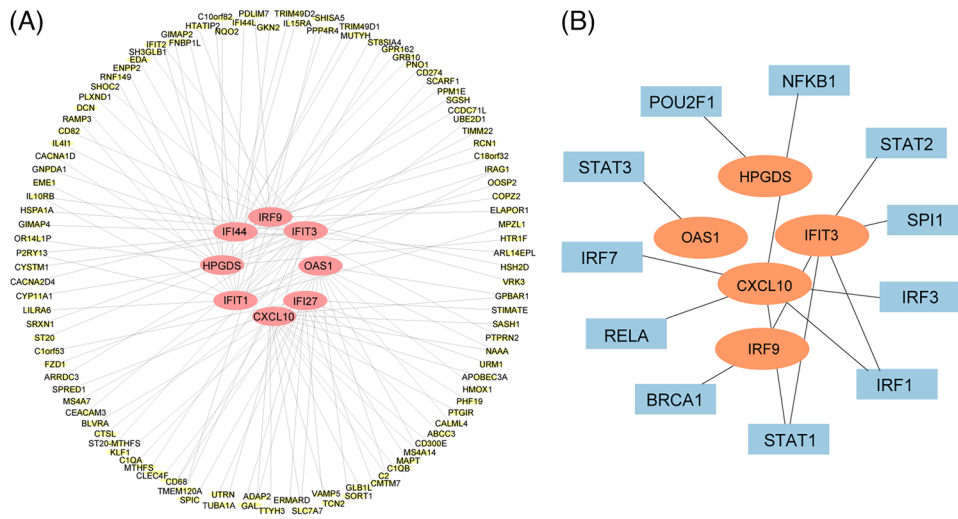 (A)
C10orf82
PDLIM7
TRIM49D2
HTATIP2
IFI44L
IL15RA
SHISA5
GIMAP2
NQO2
GKN2
PPP4R4
TRIM49D1
IFIT2
FNBP1L
MUTYH
SH3GLB1
ST8SIA4
EDA
GPR162
ENPP2
GRB10
RNF149
PNO1
SHOC2
CD274
PLXND1
SCARF1
DCN
PPM1E
RAMP3
SGSH
CD82
CCDC71L
IL4I1
UBE2D1
CACNA1D
TIMM22
GNPDA1
RCN1
EME1
C18orf32
IL10RB
IRAG1
HSPA1A
OOSP2
GIMAP4
COPZ2
OR14L1P
ELAPOR1
P2RY13
MPZL1
CYSTM1
HTR1F
CACNA2D4
ARL14EPL
CYP11A1
HSH2D
LILRA6
VRK3
SRXN1
GPBAR1
ST20
STIMATE
C1orf53
SASH1
FZD1
PTPRN2
ARRDC3
NAAA
SPRED1
URM1
MS4A7
APOBEC3A
CEACAM3
HMOX1
BLVRA
PHF19
CTSL
PTGIR
ST20-MTHFS
CALML4
KLF1
ABCC3
C1QA
CD300E
MTHFS
MS4A14
CLEC4F
MAPT
CD68
C1QB
TMEM120A
C2
SPIC
CMTM7
UTRN
GLB1L
TUBA1A
SORT1
ADAP2
VAMP5
GAL
TCN2
TTYH3
ERMARD
SLC7A7
IRF9
IFI44
IFIT3
HPGDS
OAS1
IFIT1
IFI27
CXCL10
(B)
NFKB1
POU2F1
STAT2
STAT3
HPGDS
SPI1
OAS1
IFIT3
IRF7
CXCL10
IRF3
RELA
IRF9
IRF1
BRCA1
STAT1